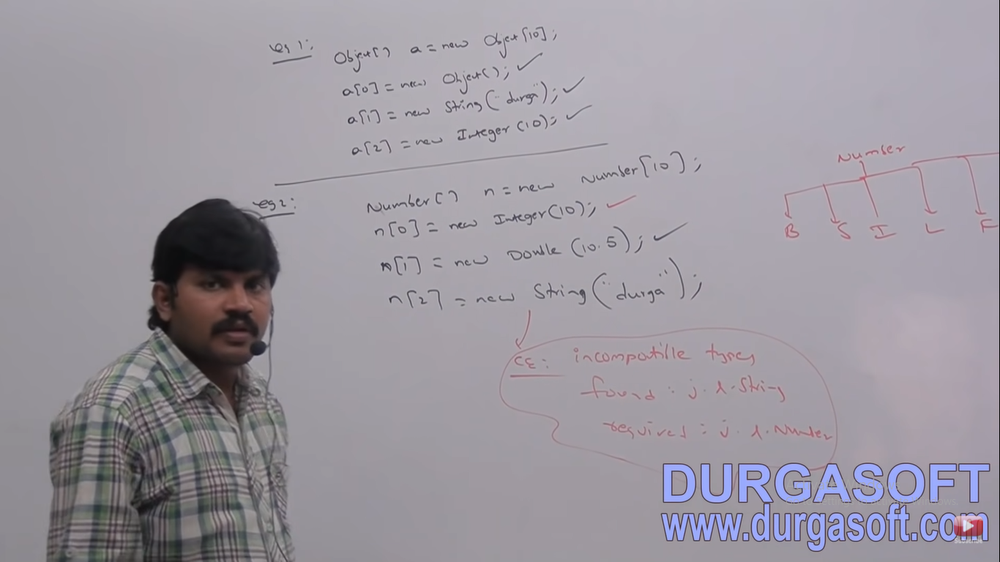 eg 1:
Object[] a = new Object[10];
a[0] = new Object();
a[1] = new String("durga");
a[2] = new Integer(10);
eg 2:
Number[] n = new Number[10];
n[0] = new Integer(10);
n[1] = new Double(10.5);
n[2] = new String("durga");
CE: incompatible types
found: j.l.String
required: j.l.Number
Number
B S I L F
DURGASOFT
www.durgasoft.com
SUBSCRIBE